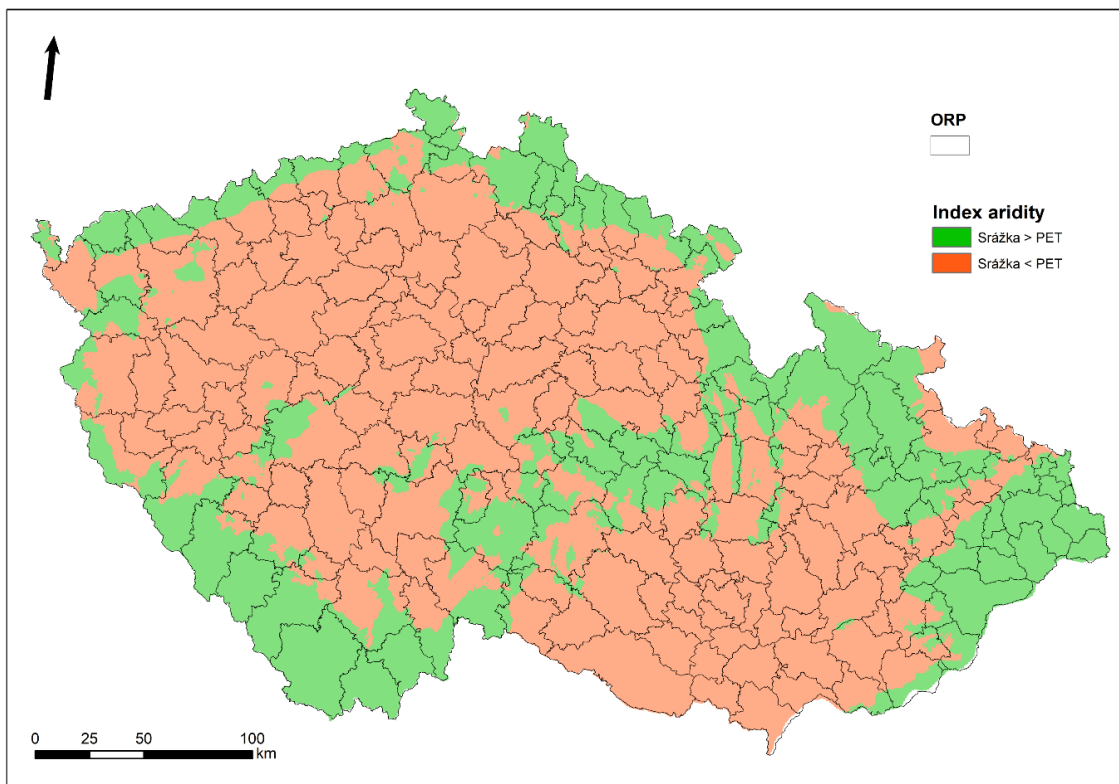 ORP
Index aridity
Srážka > PET
Srážka < PET
0 25 50 100
km